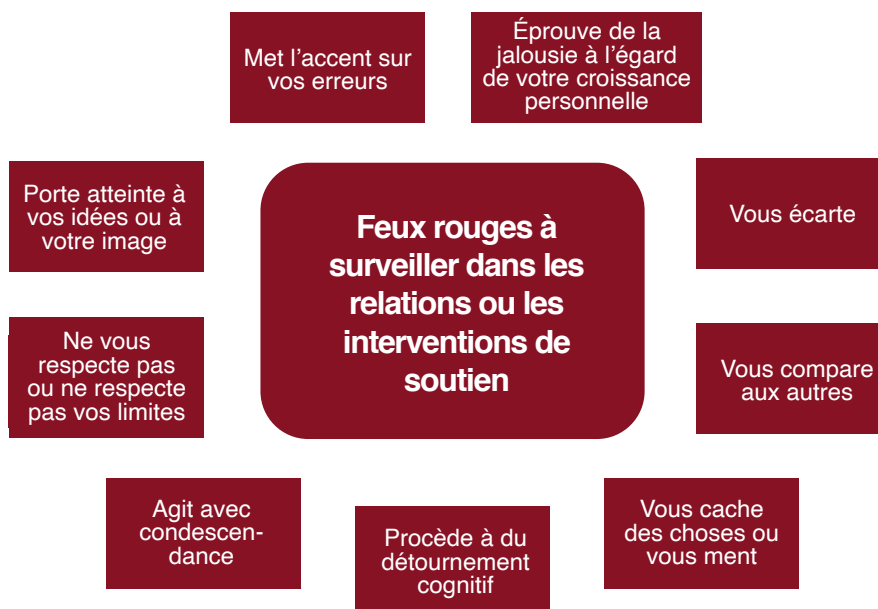 Met l’accent sur
vos erreurs
Éprouve de la
jalousie à l’égard
de votre croissance
personnelle
Porte atteinte à
vos idées ou à
votre image
Feux rouges à
surveiller dans les
relations ou les
interventions de
soutien
Vous écarte
Ne vous
respecte pas
ou ne respecte
pas vos limites
Vous compare
aux autres
Agit avec
condescen-
dance
Procède à du
détournement
cognitif
Vous cache
des choses ou
vous ment